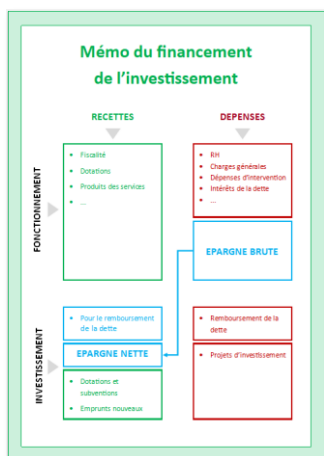 Mémo du financement
de l'investissement
RECETTES
DEPENSES
FONCTIONNEMENT
• Fiscalité
• Dotations
• Produits des services
• ...
• RH
• Charges générales
• Dépenses d'intervention
• Intérêts de la dette
• ...
EPARGNE BRUTE
INVESTISSEMENT
• Pour le remboursement
de la dette
EPARGNE NETTE
• Dotations et
subventions
• Emprunts nouveaux
• Remboursement de la
dette
• Projets d'investissement